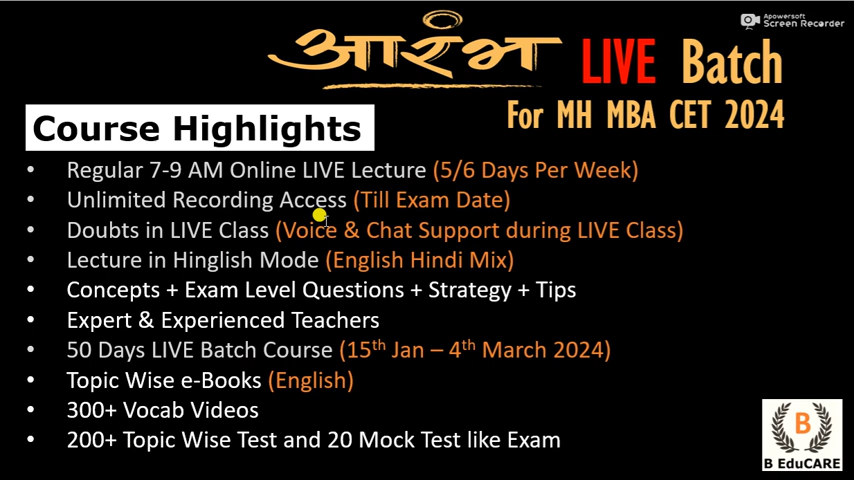 Apowersoft
Screen Recorder
आरंभ LIVE Batch
For MH MBA CET 2024
Course Highlights
• Regular 7-9 AM Online LIVE Lecture (5/6 Days Per Week)
• Unlimited Recording Access (Till Exam Date)
• Doubts in LIVE Class (Voice & Chat Support during LIVE Class)
• Lecture in Hinglish Mode (English Hindi Mix)
• Concepts + Exam Level Questions + Strategy + Tips
• Expert & Experienced Teachers
• 50 Days LIVE Batch Course (15th Jan – 4th March 2024)
• Topic Wise e-Books (English)
• 300+ Vocab Videos
• 200+ Topic Wise Test and 20 Mock Test like Exam
B
B EduCARE